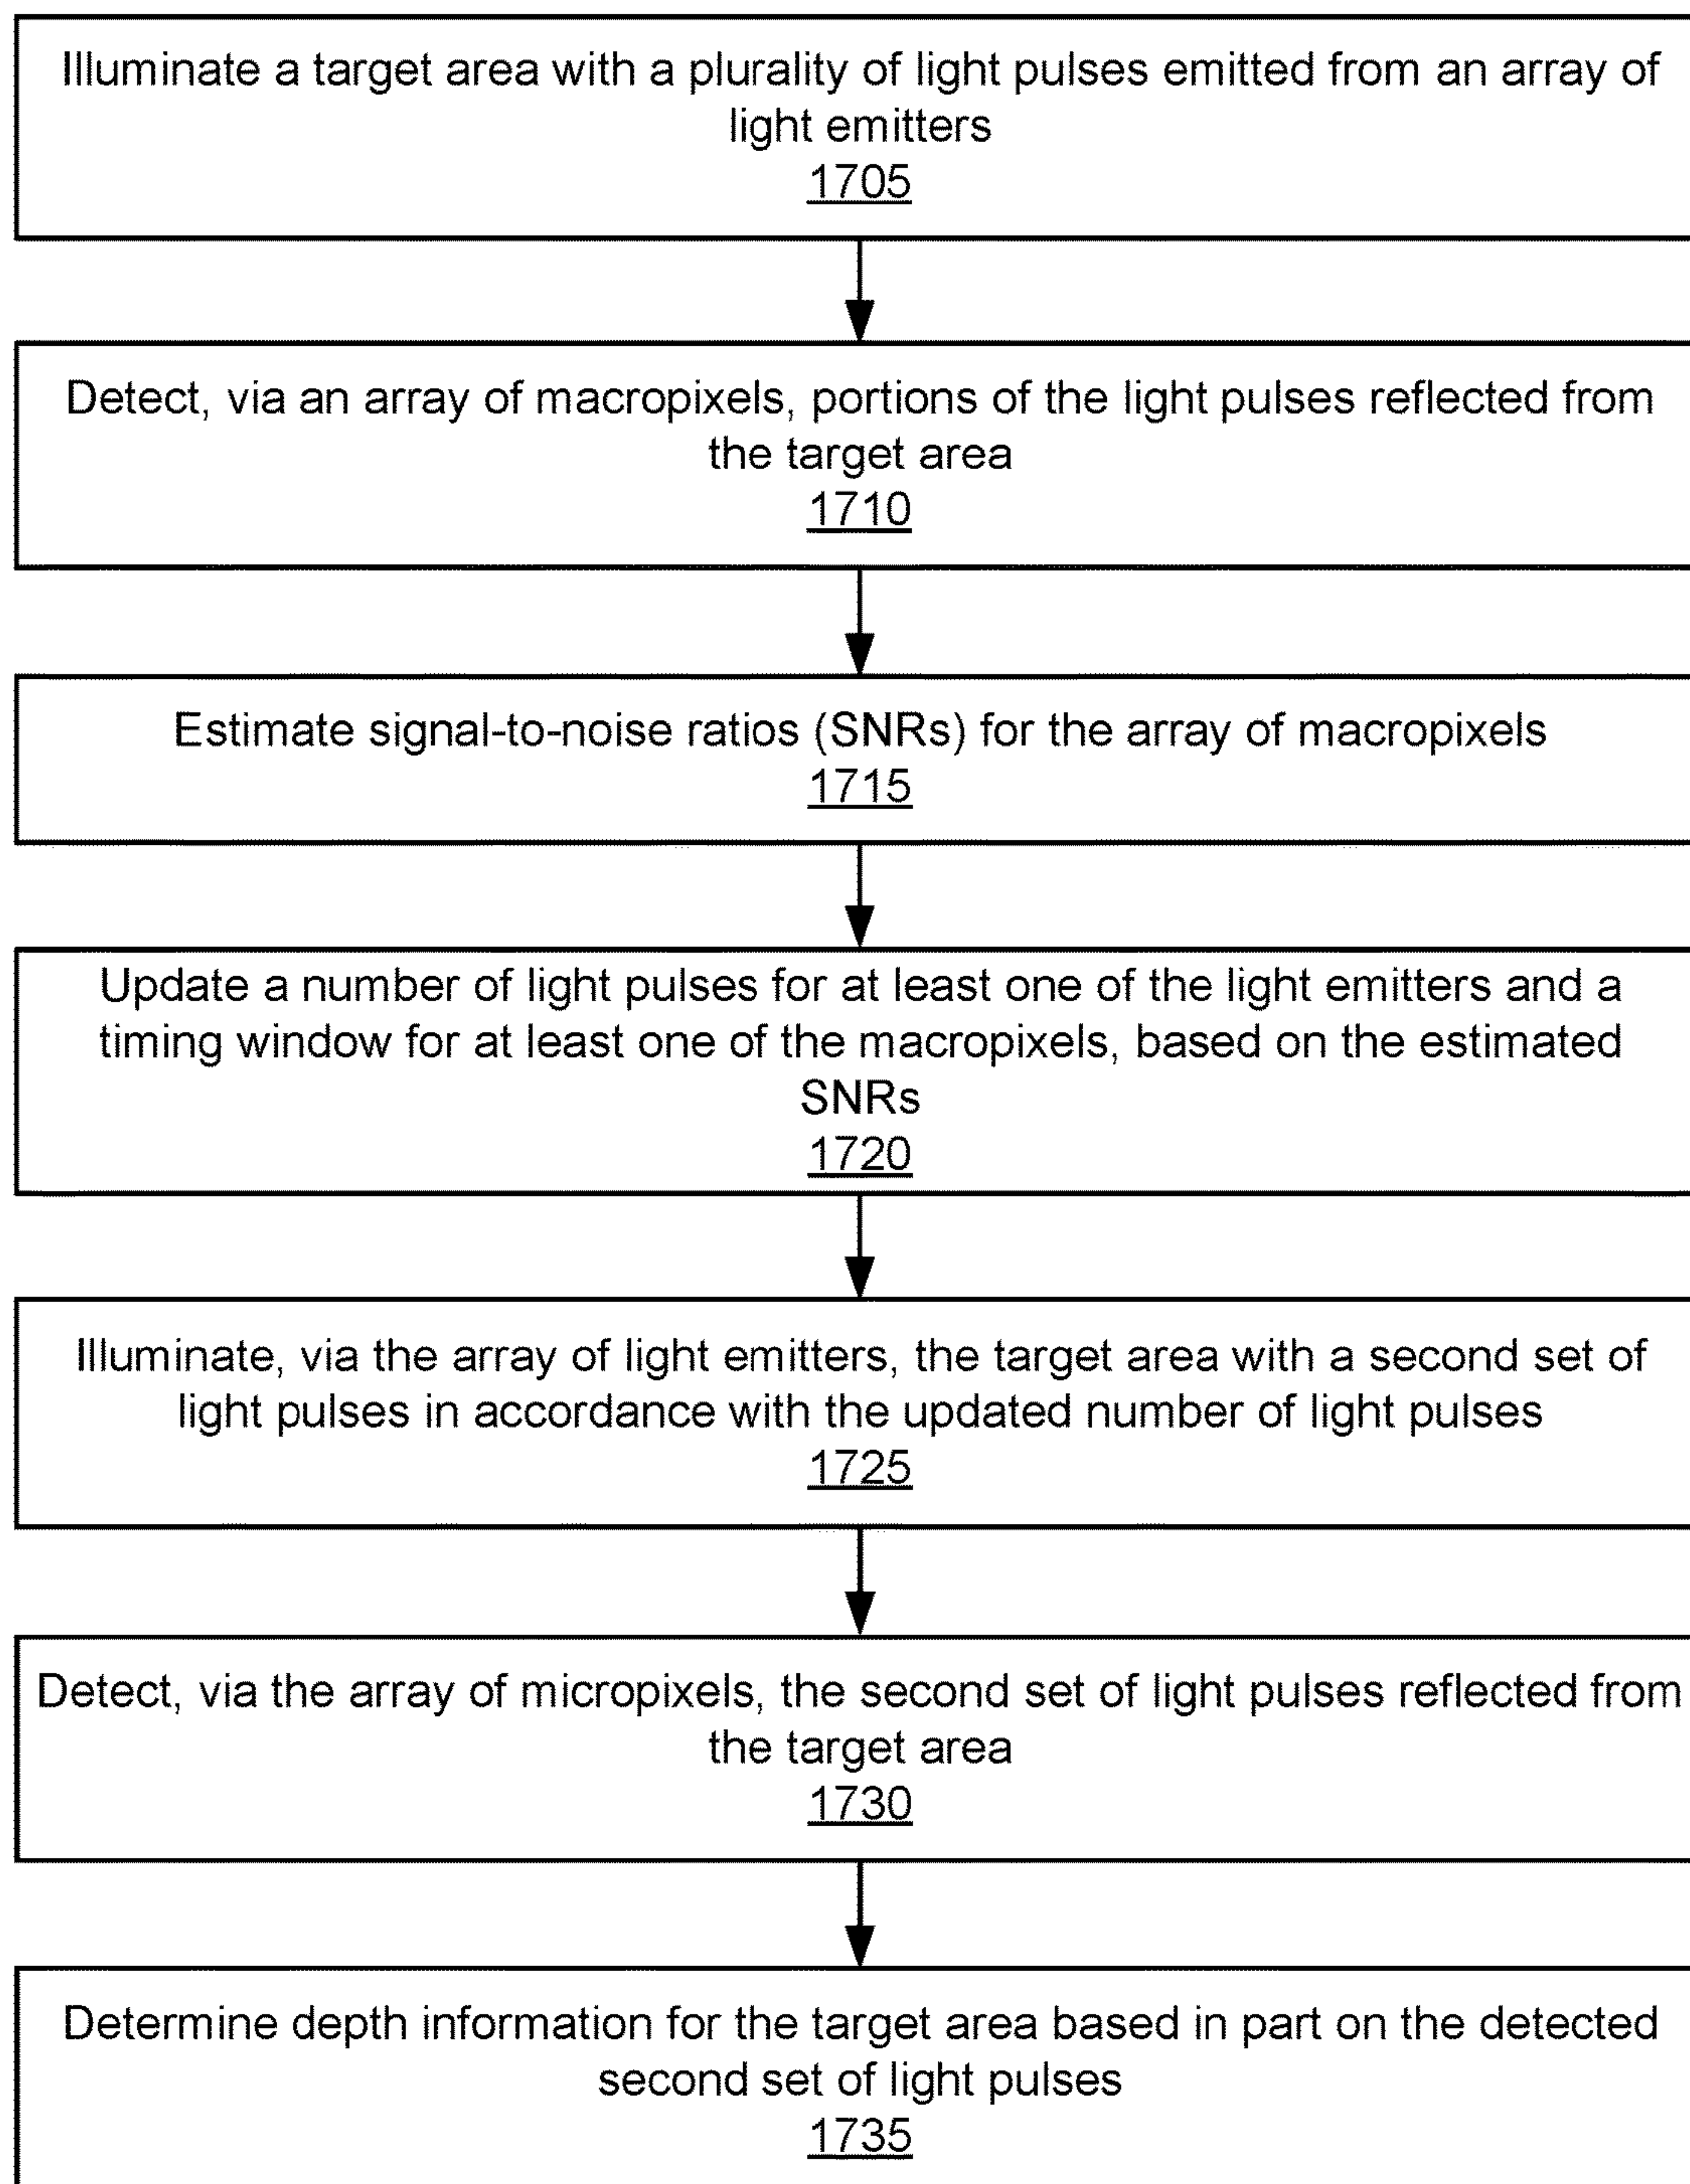 Illuminate a target area with a plurality of light pulses emitted from an array of
light emitters
1705
Detect, via an array of macropixels, portions of the light pulses reflected from
the target area
1710
Estimate signal-to-noise ratios (SNRs) for the array of macropixels
1715
Update a number of light pulses for at least one of the light emitters and a
timing window for at least one of the macropixels, based on the estimated
SNRs
1720
Illuminate, via the array of light emitters, the target area with a second set of
light pulses in accordance with the updated number of light pulses
1725
Detect, via the array of micropixels, the second set of light pulses reflected from
the target area
1730
Determine depth information for the target area based in part on the detected
second set of light pulses
1735